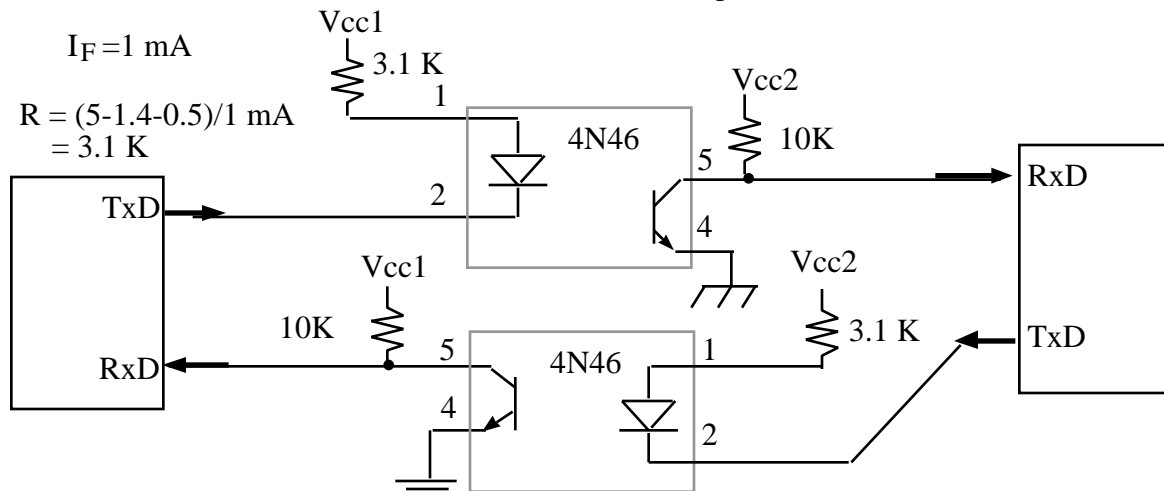 I_F =1 mA
R = (5-1.4-0.5)/1 mA
= 3.1 K
Vcc1
3.1 K
1
2
4N46
5
4
Vcc2
10K
TxD
RxD
RxD
TxD
Vcc1
10K
5
4
4N46
1
2
Vcc2
3.1 K